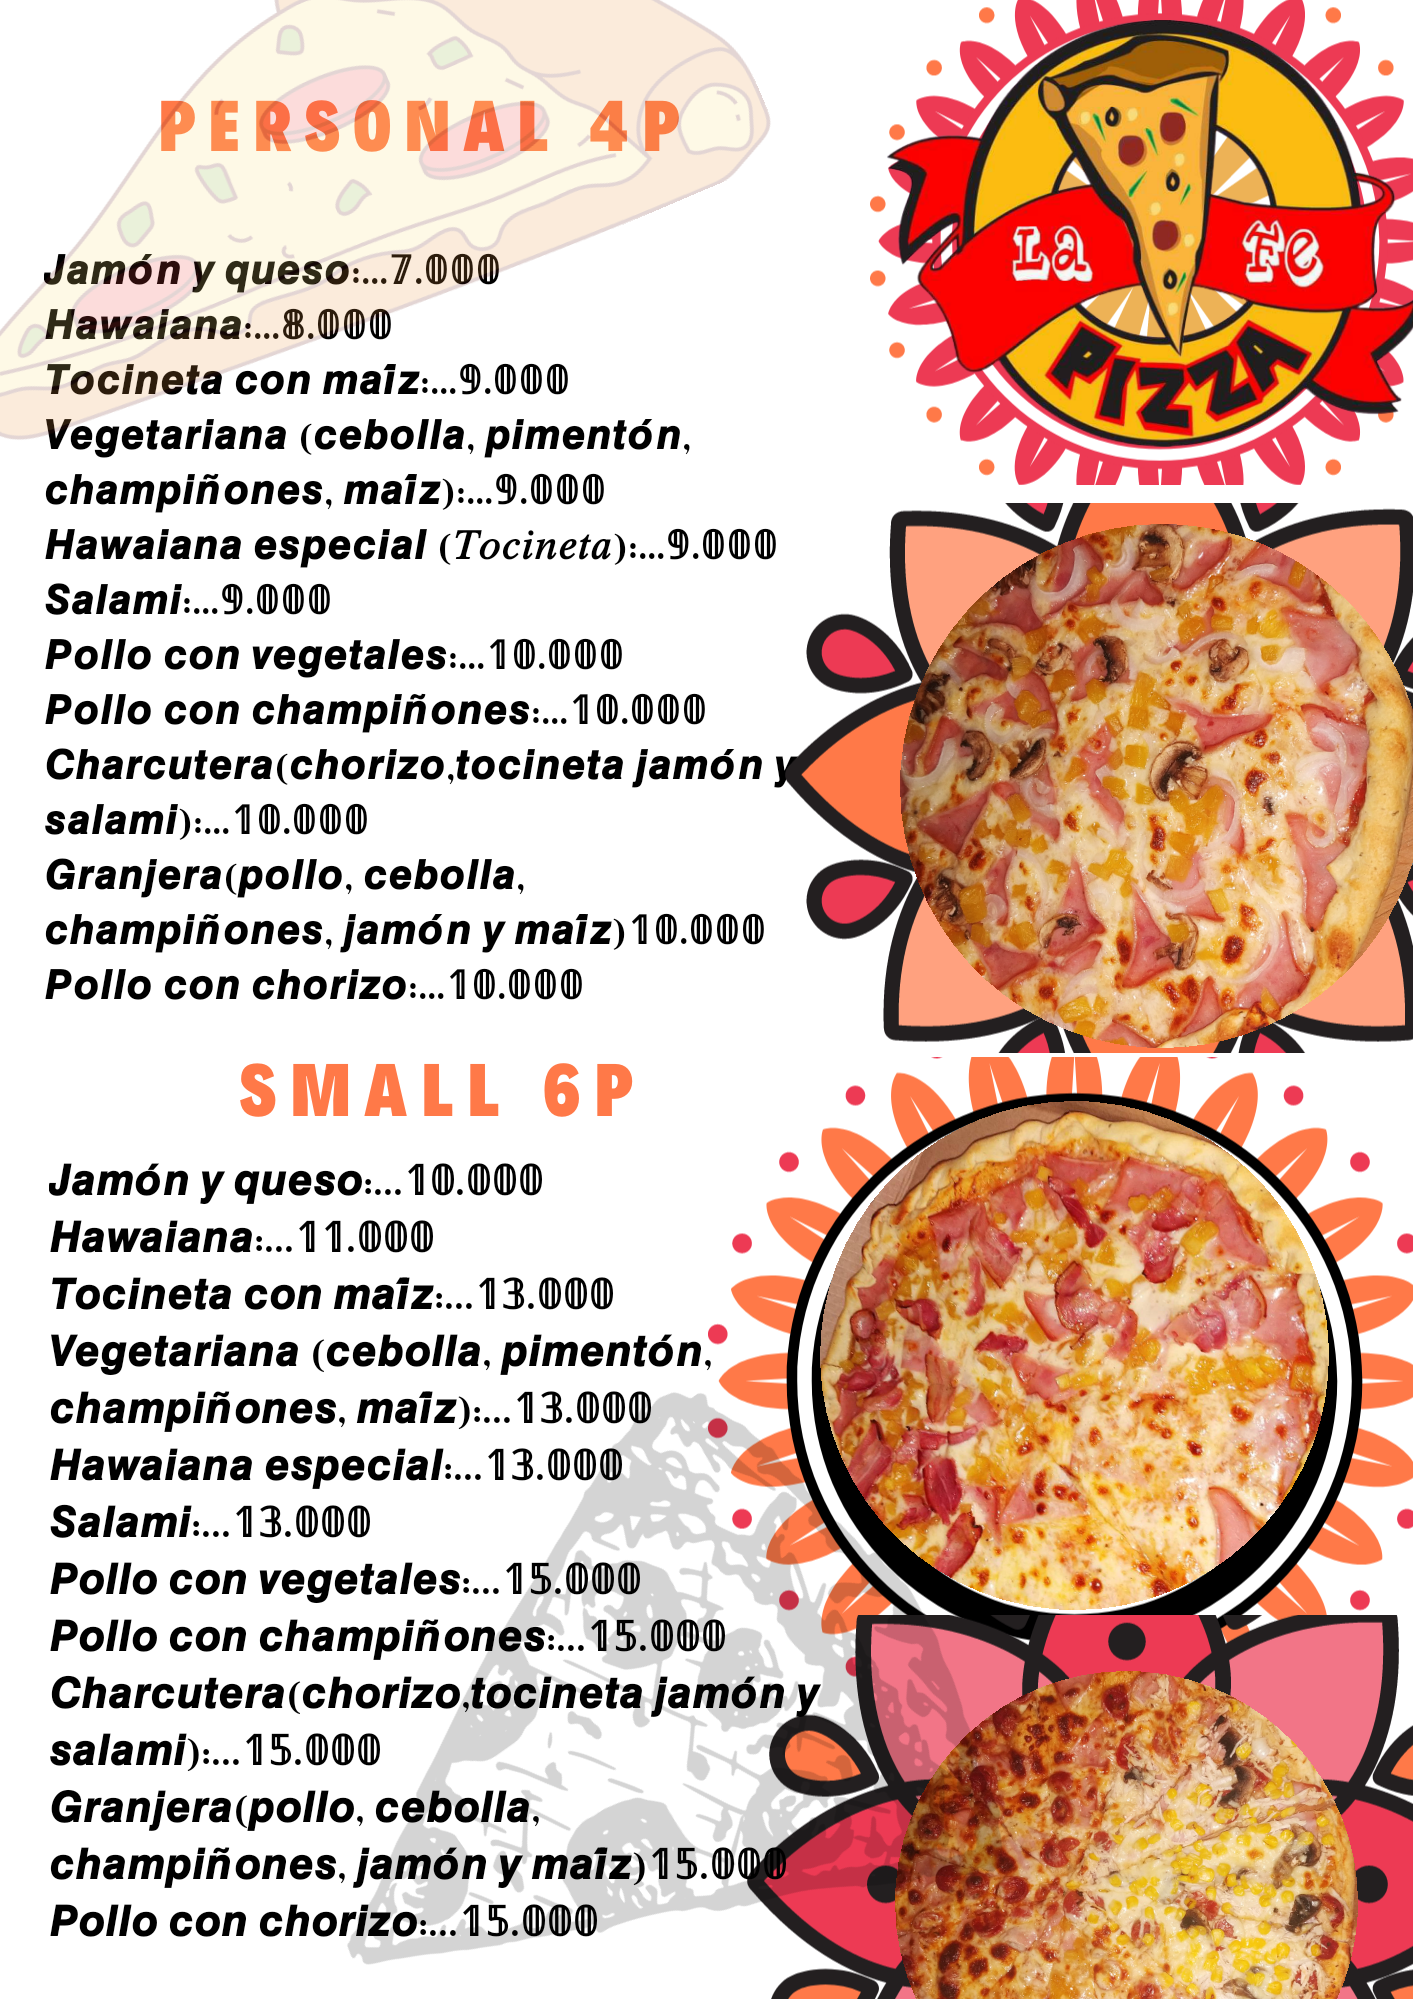 PERSONAL 4P
La Fe
PIZZA
Jamón y queso:...7.000
Hawaiana:...8.000
Tocineta con maíz:...9.000
Vegetariana (cebolla, pimentón,
champiñones, maíz):...9.000
Hawaiana especial (Tocineta):...9.000
Salami:...9.000
Pollo con vegetales:...10.000
Pollo con champiñones:...10.000
Charcutera(chorizo,tocineta jamón y
salami):...10.000
Granjera(pollo, cebolla,
champiñones, jamón y maíz)10.000
Pollo con chorizo:...10.000
SMALL 6P
Jamón y queso:...10.000
Hawaiana:...11.000
Tocineta con maíz:...13.000
Vegetariana (cebolla, pimentón,
champiñones, maíz):...13.000
Hawaiana especial:...13.000
Salami:...13.000
Pollo con vegetales:...15.000
Pollo con champiñones:...15.000
Charcutera(chorizo,tocineta jamón y
salami):...15.000
Granjera(pollo, cebolla,
champiñones, jamón y maíz)15.000
Pollo con chorizo:...15.000